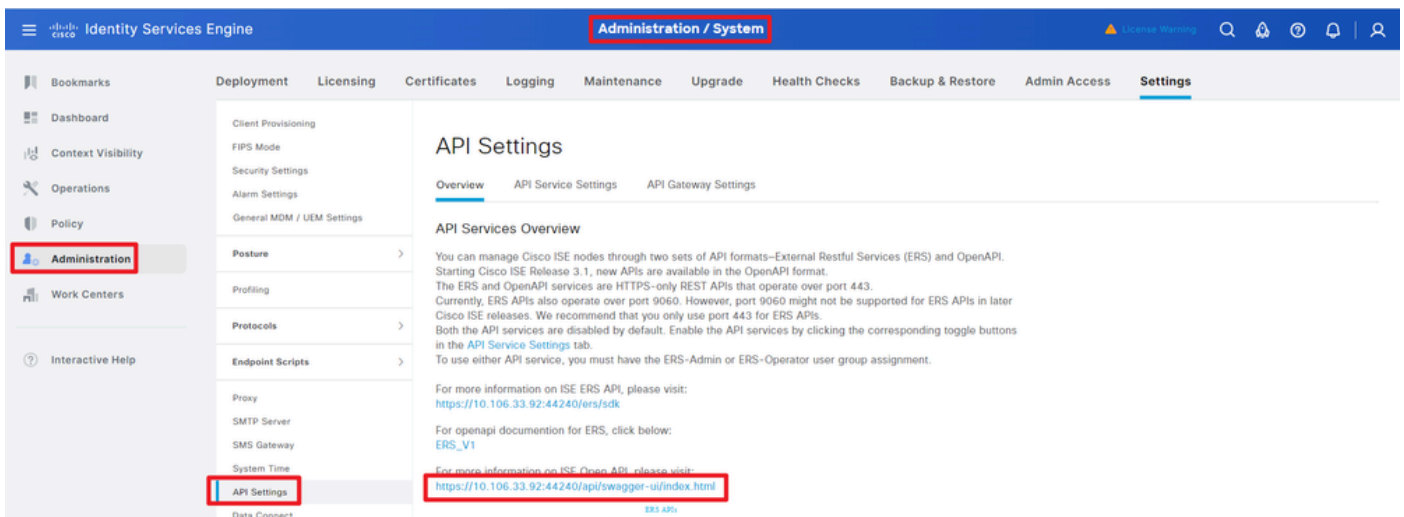 cisco Identity Services Engine
Administration / System
License Warning
Bookmarks
Dashboard
Context Visibility
Operations
Policy
Administration
Work Centers
Interactive Help
Deployment Licensing Certificates Logging Maintenance Upgrade Health Checks Backup & Restore Admin Access Settings
Client Provisioning
FIPS Mode
Security Settings
Alarm Settings
General MDM / UEM Settings
Posture
Profiling
Protocols
Endpoint Scripts
Proxy
SMTP Server
SMS Gateway
System Time
API Settings
Data Connect
API Settings
Overview API Service Settings API Gateway Settings
API Services Overview
You can manage Cisco ISE nodes through two sets of API formats–External Restful Services (ERS) and OpenAPI.
Starting Cisco ISE Release 3.1, new APIs are available in the OpenAPI format.
The ERS and OpenAPI services are HTTPS-only REST APIs that operate over port 443.
Currently, ERS APIs also operate over port 9060. However, port 9060 might not be supported for ERS APIs in later
Cisco ISE releases. We recommend that you only use port 443 for ERS APIs.
Both the API services are disabled by default. Enable the API services by clicking the corresponding toggle buttons
in the API Service Settings tab.
To use either API service, you must have the ERS-Admin or ERS-Operator user group assignment.
For more information on ISE ERS API, please visit:
https://10.106.33.92:44240/ers/sdk
For openapi documention for ERS, click below:
ERS_V1
For more information on ISE Open API, please visit:
https://10.106.33.92:44240/api/swagger-ui/index.html
ERS APIs